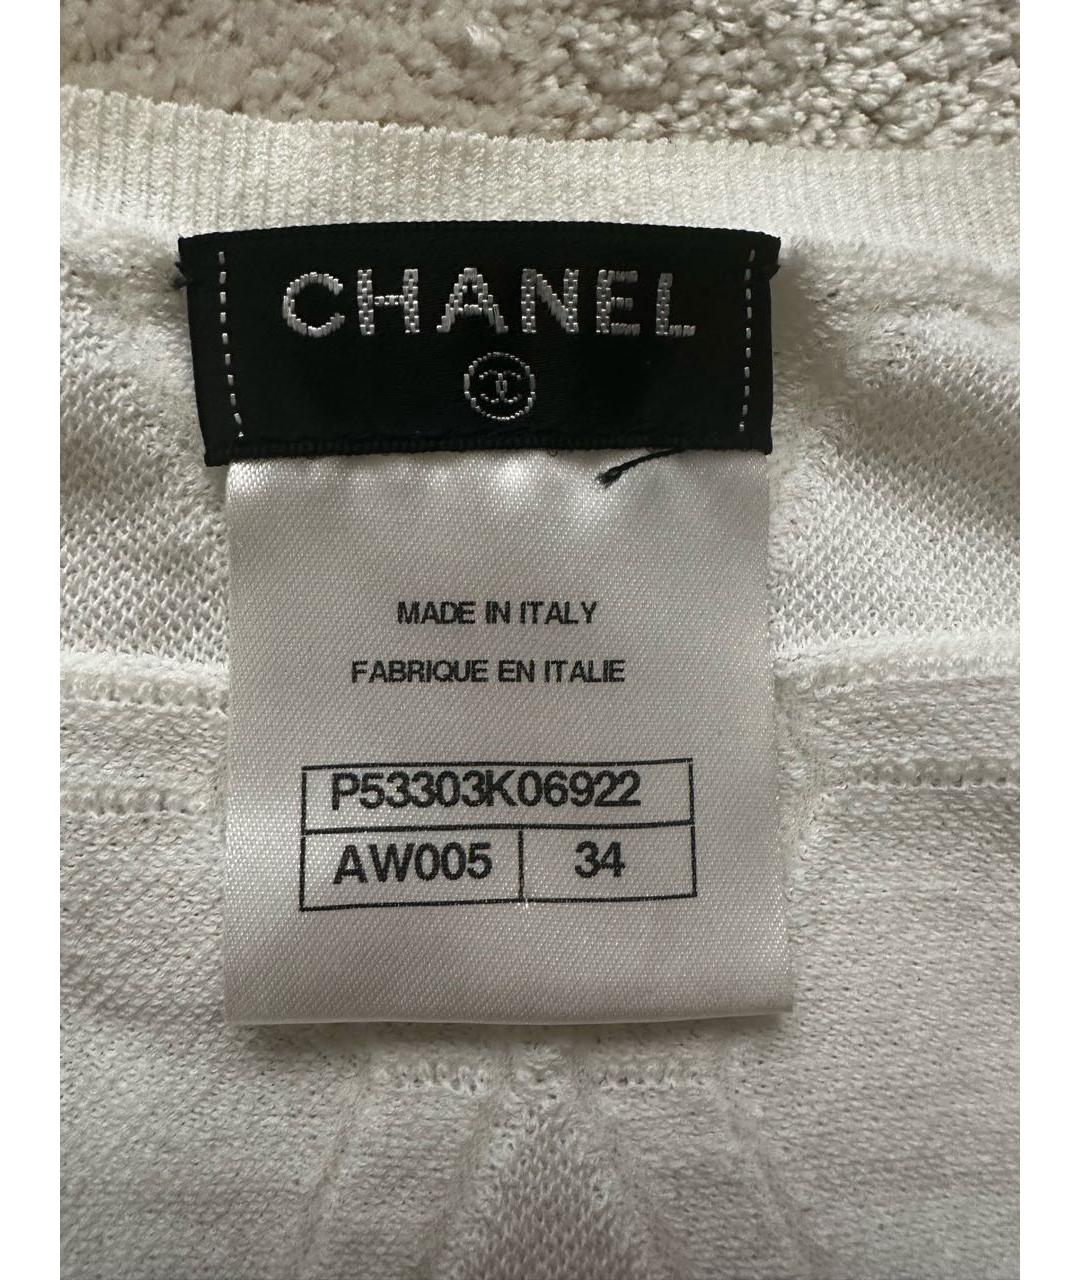 CHANEL
MADE IN ITALY
FABRIQUE EN ITALIE
P53303K06922
AW005 34